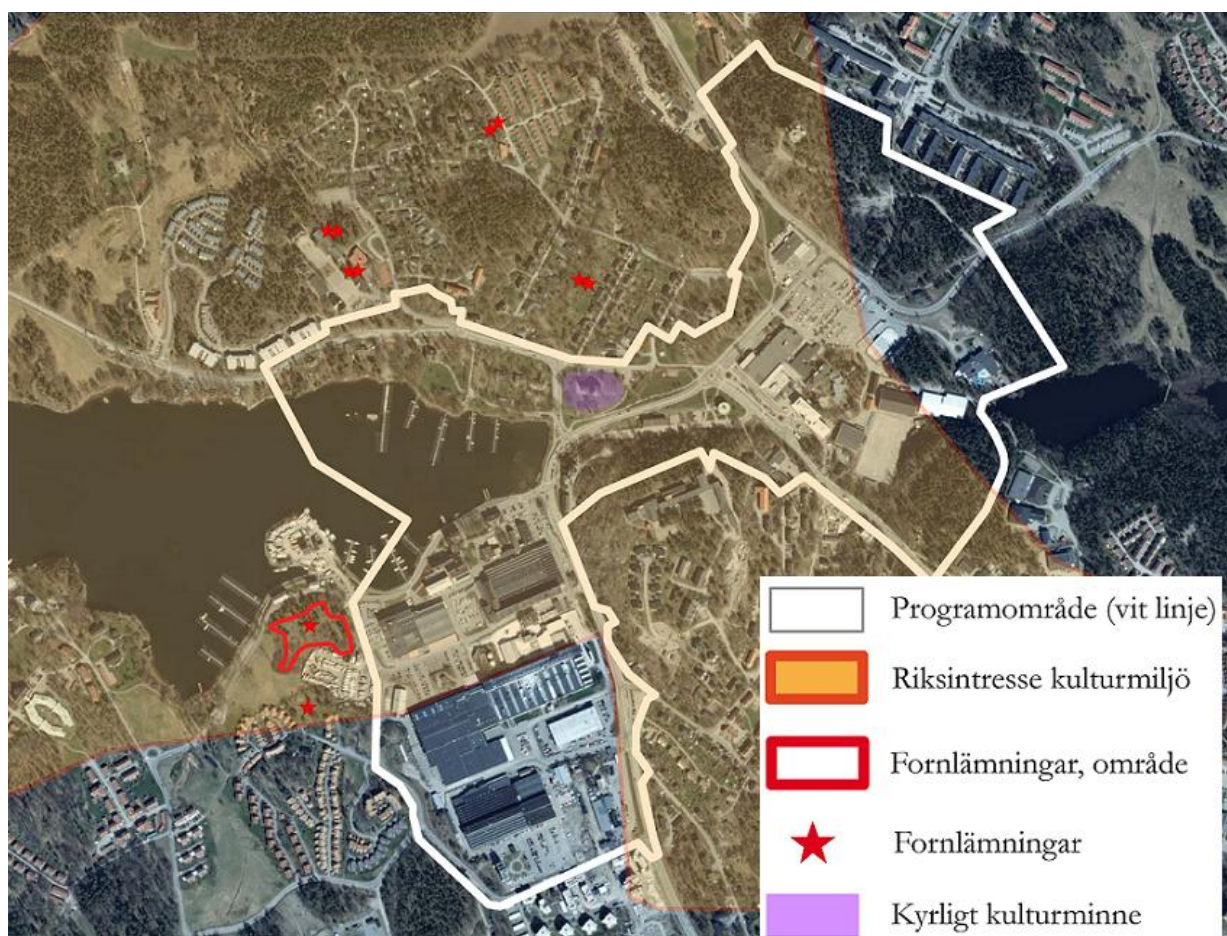 Programområde (vit linje)
Riksintresse kulturmiljö
Fornlämningar, område
Fornlämningar
Kyrligt kulturminne